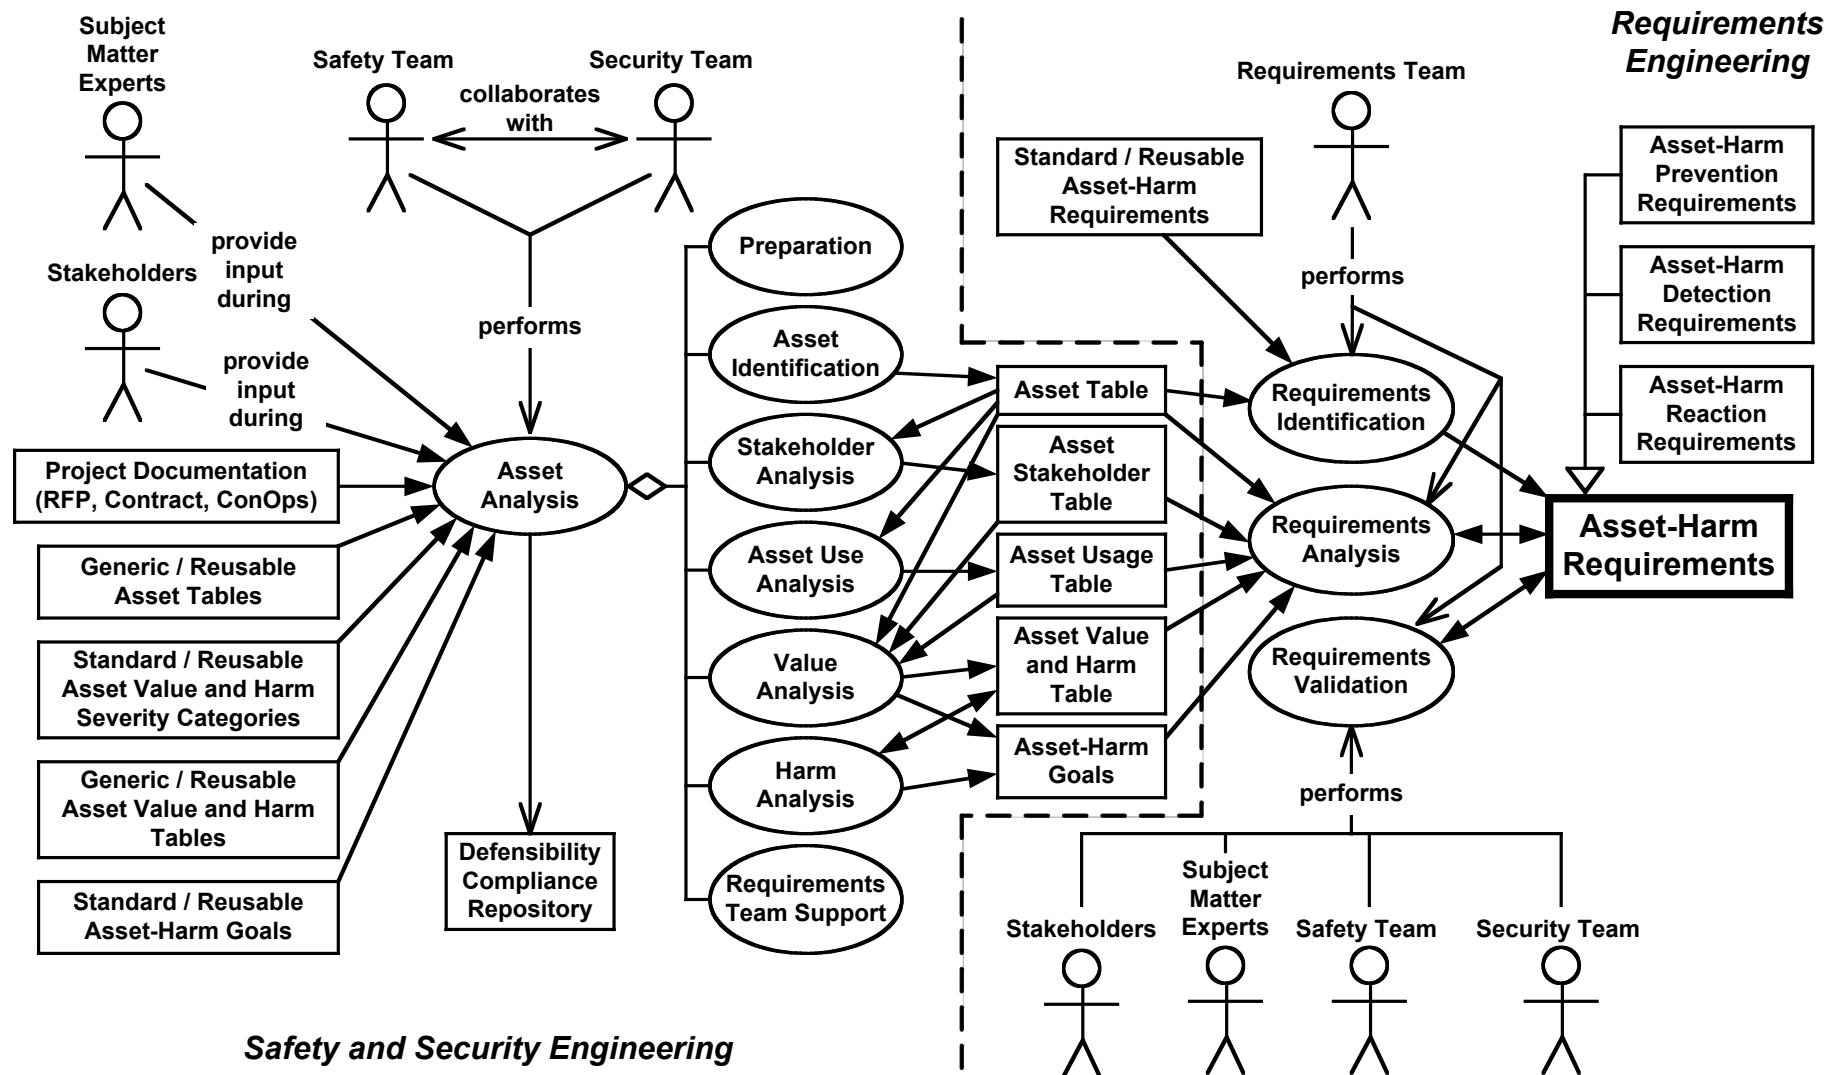 Subject
Matter
Experts
Safety Team
Security Team
collaborates
with
Requirements
Engineering
Requirements Team
Standard / Reusable
Asset-Harm
Requirements
Asset-Harm
Prevention
Requirements
Asset-Harm
Detection
Requirements
Asset-Harm
Reaction
Requirements
provide
input
during
Stakeholders
provide
input
during
performs
performs
Preparation
Asset
Identification
Stakeholder
Analysis
Asset Use
Analysis
Value
Analysis
Harm
Analysis
Requirements
Team Support
Asset Table
Asset
Stakeholder
Table
Asset Usage
Table
Asset Value
and Harm
Table
Asset-Harm
Goals
Requirements
Identification
Requirements
Analysis
Requirements
Validation
Asset-Harm
Requirements
Asset
Analysis
Project Documentation
(RFP, Contract, ConOps)
Generic / Reusable
Asset Tables
Standard / Reusable
Asset Value and Harm
Severity Categories
Generic / Reusable
Asset Value and Harm
Tables
Standard / Reusable
Asset-Harm Goals
Defensibility
Compliance
Repository
performs
Stakeholders
Subject
Matter
Experts
Safety Team
Security Team
Safety and Security Engineering